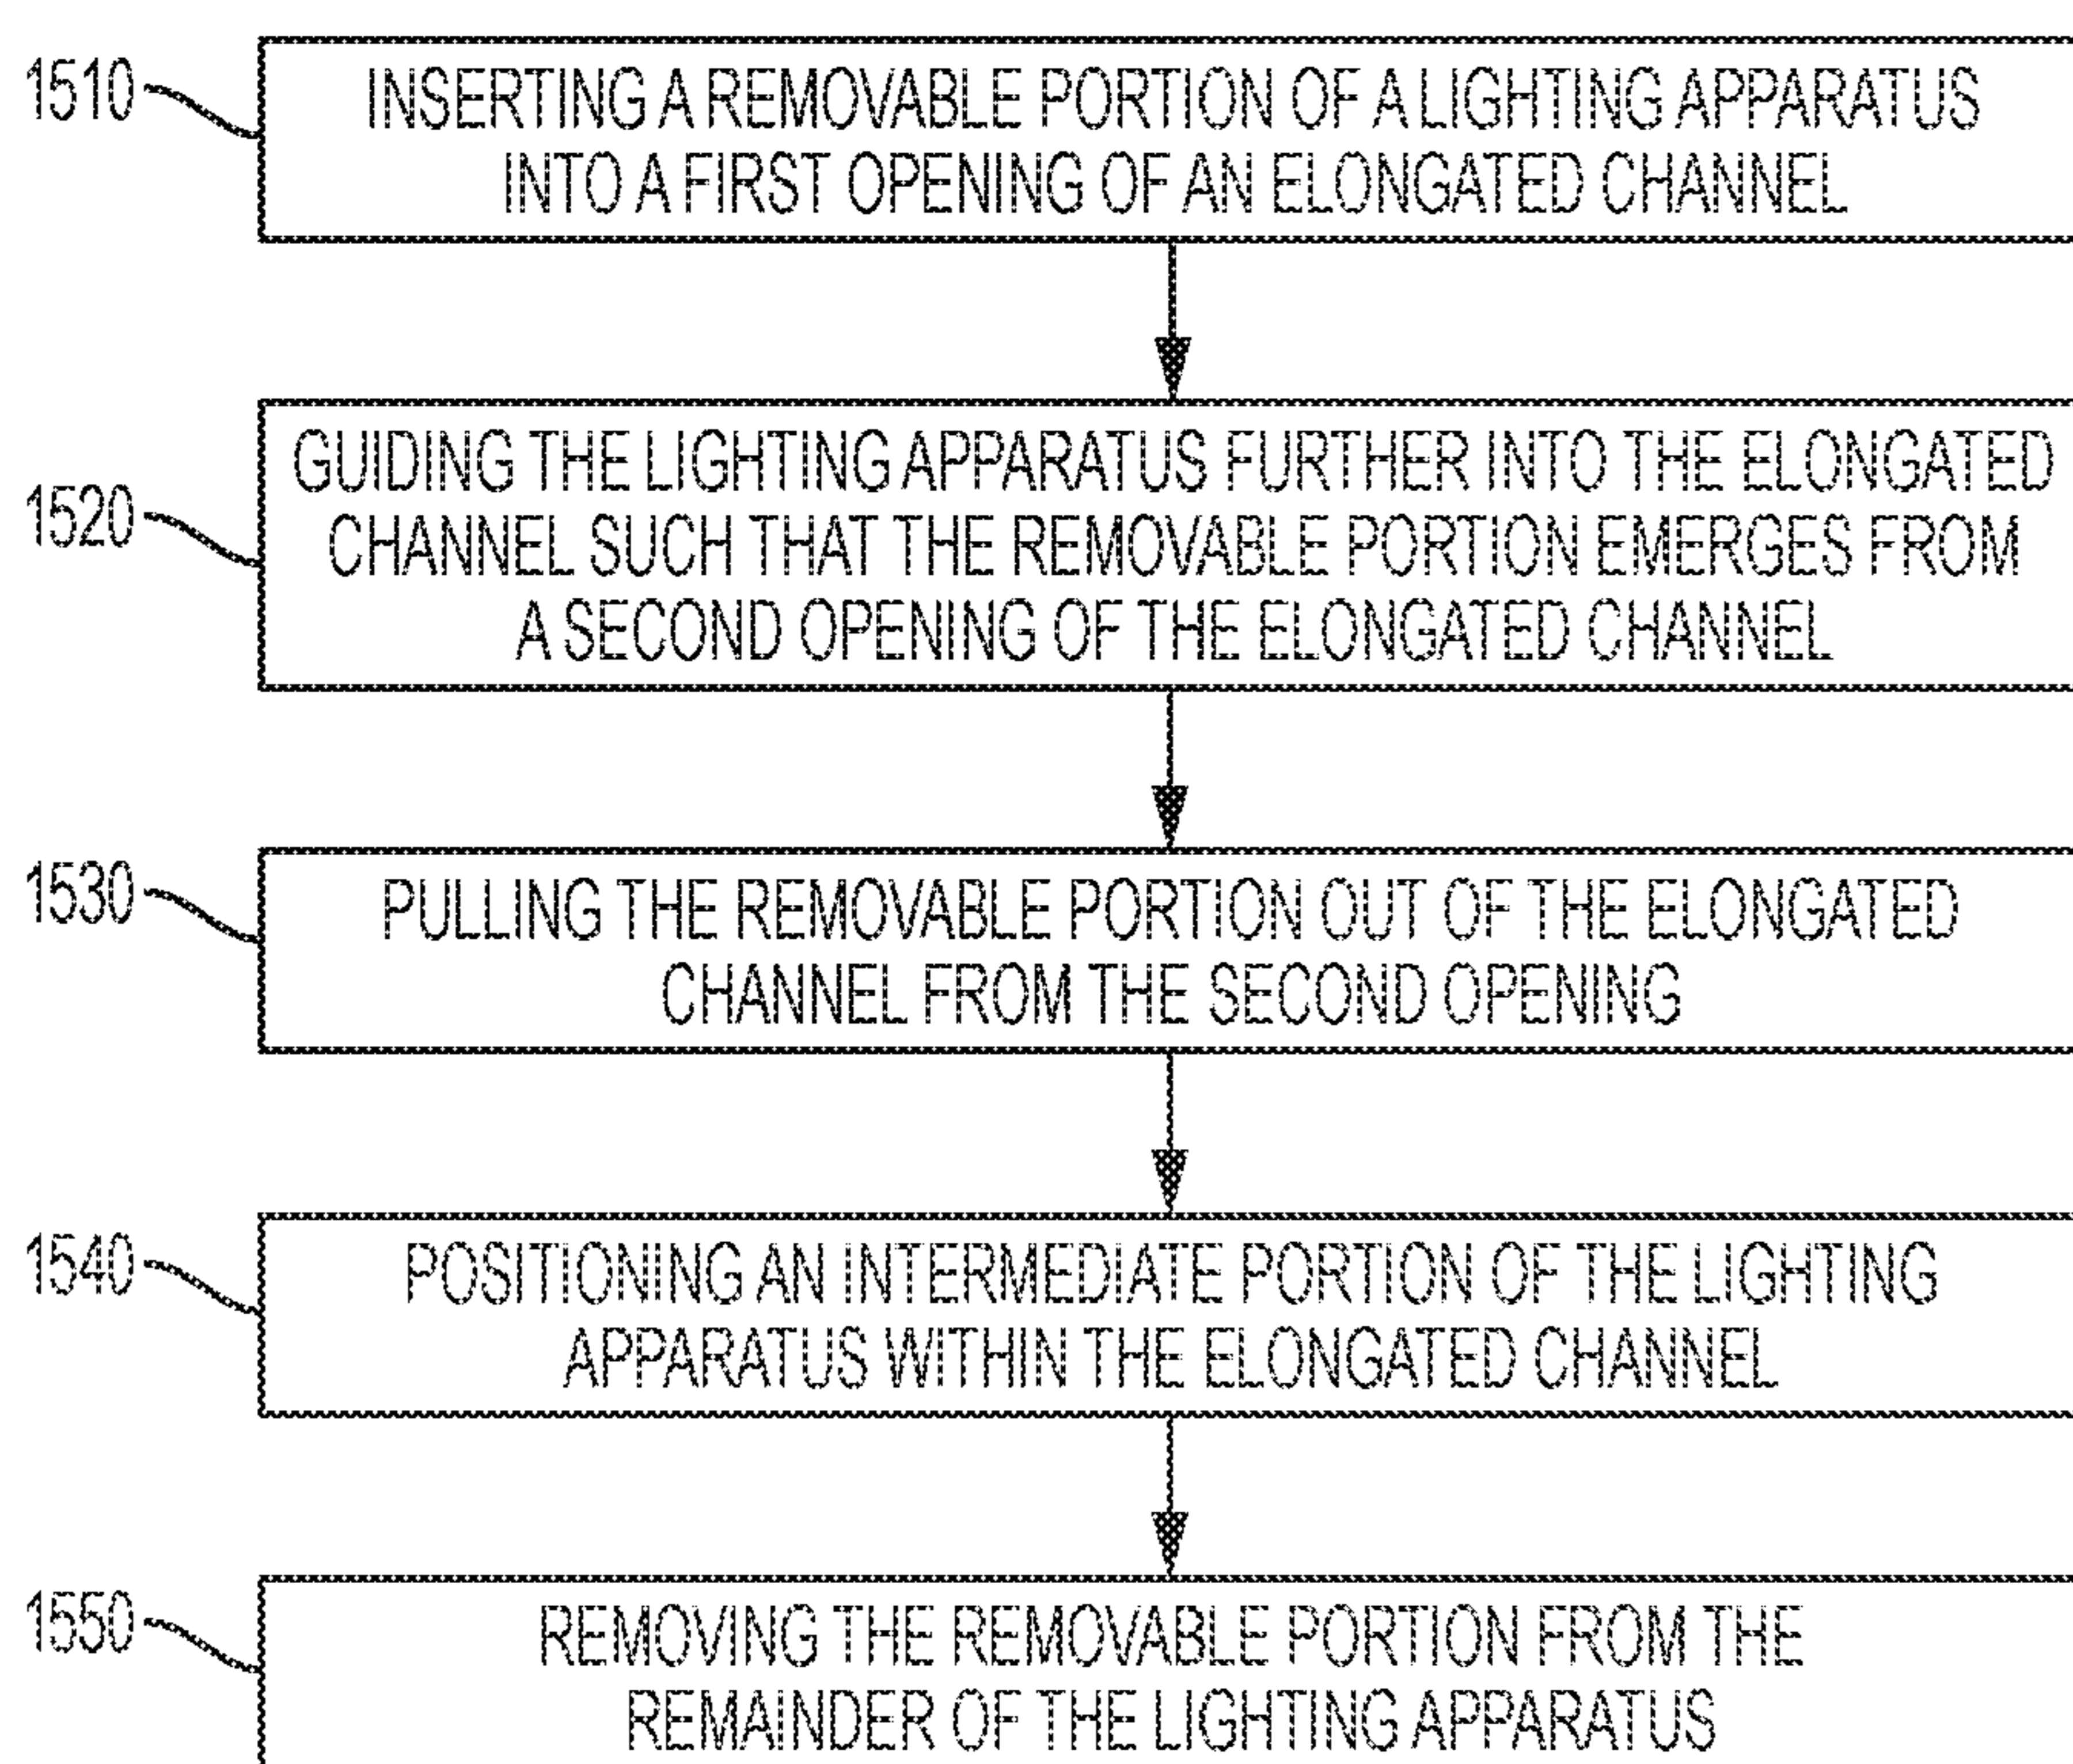 1510
INSERTING A REMOVABLE PORTION OF A LIGHTING APPARATUS
INTO A FIRST OPENING OF AN ELONGATED CHANNEL
1520
GUIDING THE LIGHTING APPARATUS FURTHER INTO THE ELONGATED
CHANNEL SUCH THAT THE REMOVABLE PORTION EMERGES FROM
A SECOND OPENING OF THE ELONGATED CHANNEL
1530
PULLING THE REMOVABLE PORTION OUT OF THE ELONGATED
CHANNEL FROM THE SECOND OPENING
1540
POSITIONING AN INTERMEDIATE PORTION OF THE LIGHTING
APPARATUS WITHIN THE ELONGATED CHANNEL
1550
REMOVING THE REMOVABLE PORTION FROM THE
REMAINDER OF THE LIGHTING APPARATUS